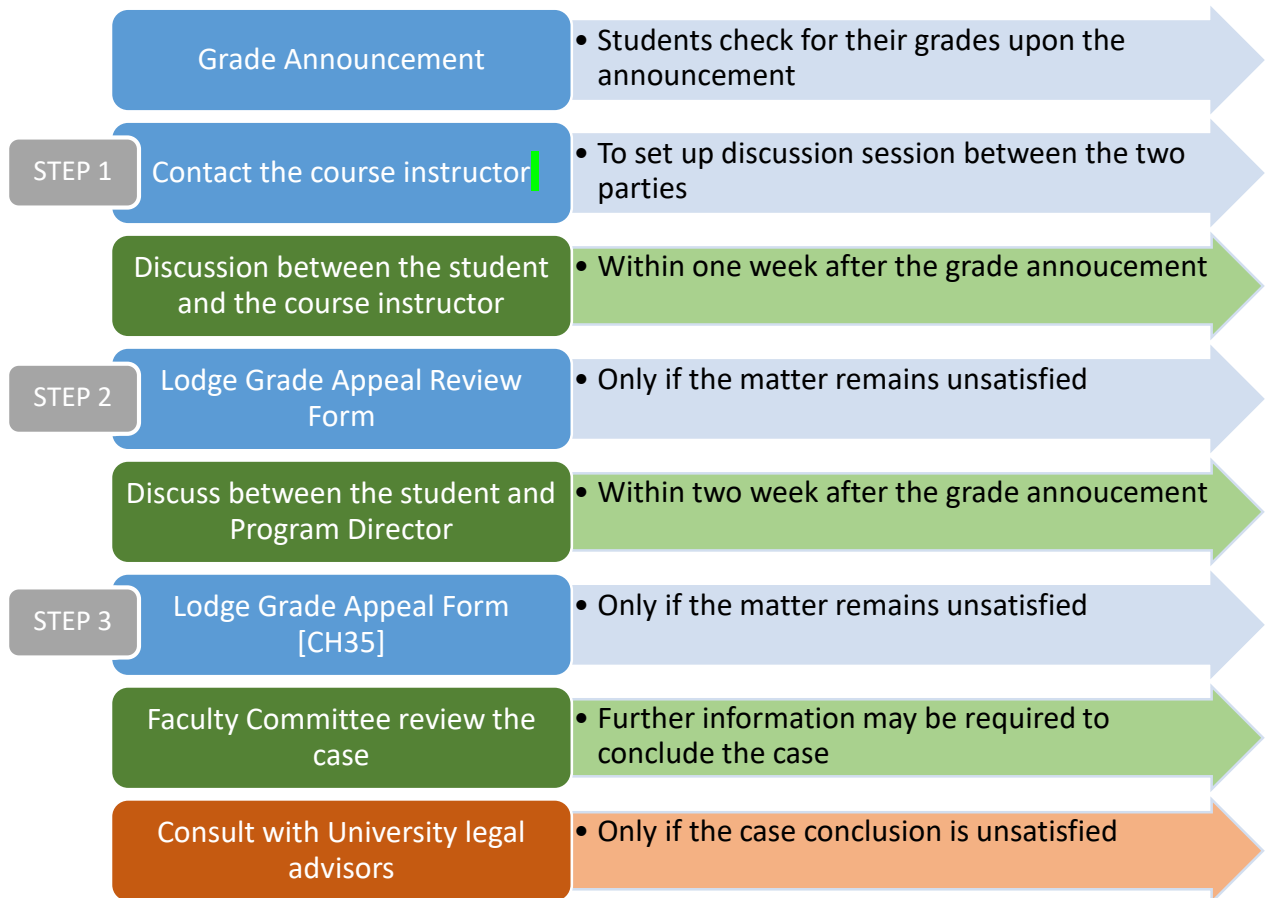 Grade Announcement
• Students check for their grades upon the
announcement
STEP 1
Contact the course instructor
• To set up discussion session between the two
parties
Discussion between the student
and the course instructor
• Within one week after the grade annoucement
STEP 2
Lodge Grade Appeal Review
Form
• Only if the matter remains unsatisfied
Discuss between the student and
Program Director
• Within two week after the grade annoucement
STEP 3
Lodge Grade Appeal Form
[CH35]
• Only if the matter remains unsatisfied
Faculty Committee review the
case
• Further information may be required to
conclude the case
Consult with University legal
advisors
• Only if the case conclusion is unsatisfied